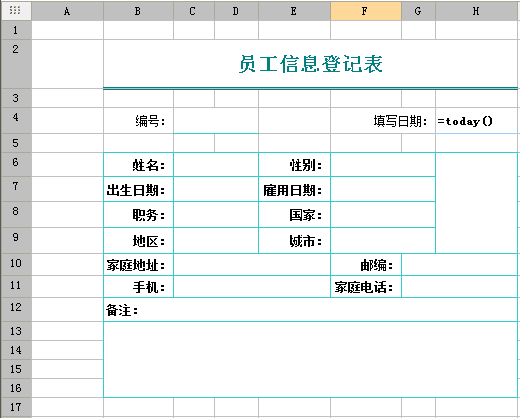 A B C D E F G H
1
2 员工信息登记表
3
4 编号: 填写日期: =today()
5
6 姓名: 性别:
7 出生日期: 雇用日期:
8 职务: 国家:
9 地区: 城市:
10 家庭地址: 邮编:
11 手机: 家庭电话:
12 备注:
13
14
15
16
17